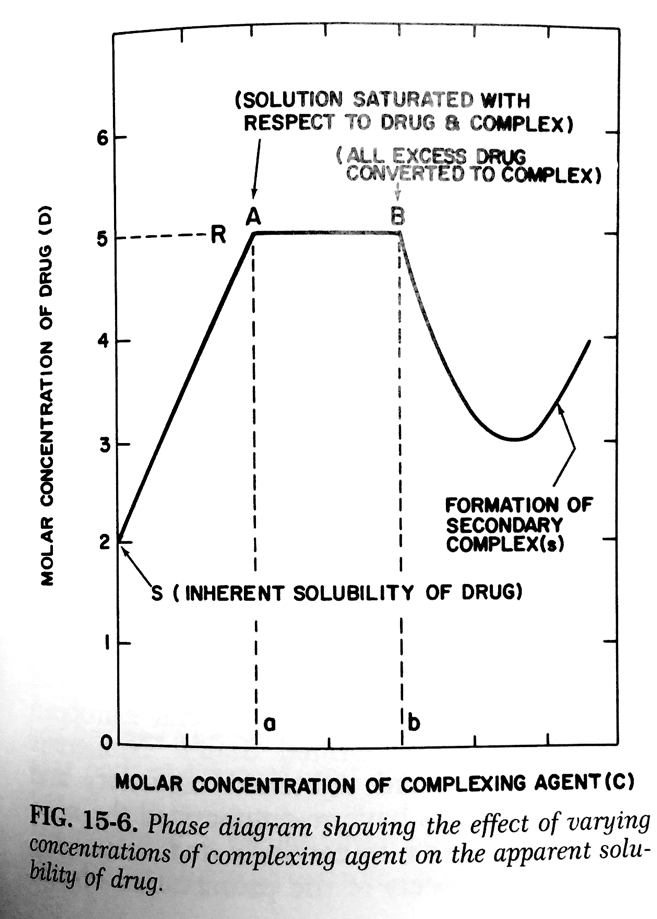 (SOLUTION SATURATED WITH
RESPECT TO DRUG & COMPLEX)
(ALL EXCESS DRUG
CONVERTED TO COMPLEX)
A
B
R
6
5
4
3
2
1
0
MOLAR CONCENTRATION OF DRUG (D)
FORMATION OF
SECONDARY
COMPLEX(s)
S (INHERENT SOLUBILITY OF DRUG)
a
b
MOLAR CONCENTRATION OF COMPLEXING AGENT (C)
FIG. 15-6. Phase diagram showing the effect of varying
concentrations of complexing agent on the apparent solu-
bility of drug.